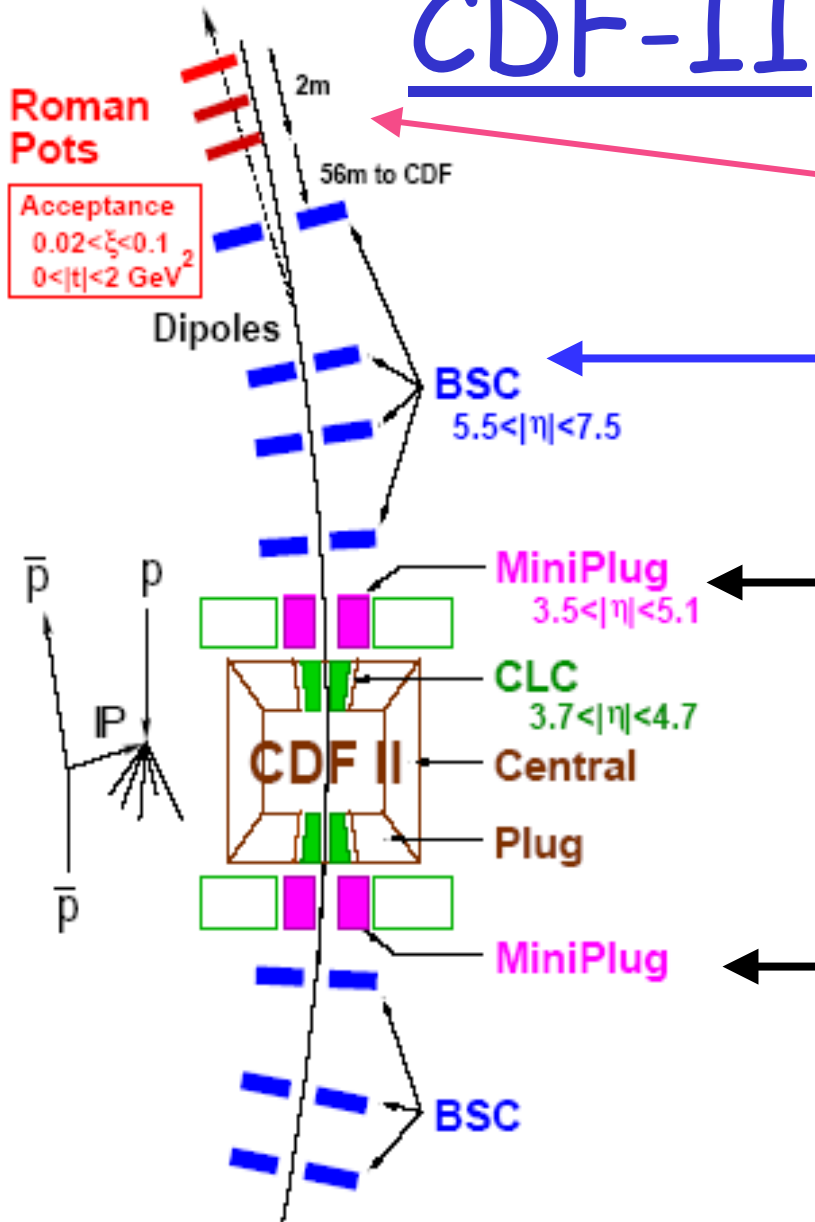 CDF-II
2m
Roman
Pots
56m to CDF
Acceptance
0.02<ξ<0.1
0<|t|<2 GeV²
Dipoles
BSC
5.5<|η|<7.5
p̅
p
MiniPlug
3.5<|η|<5.1
CLC
3.7<|η|<4.7
IP
CDF II
Central
Plug
p̅
MiniPlug
BSC